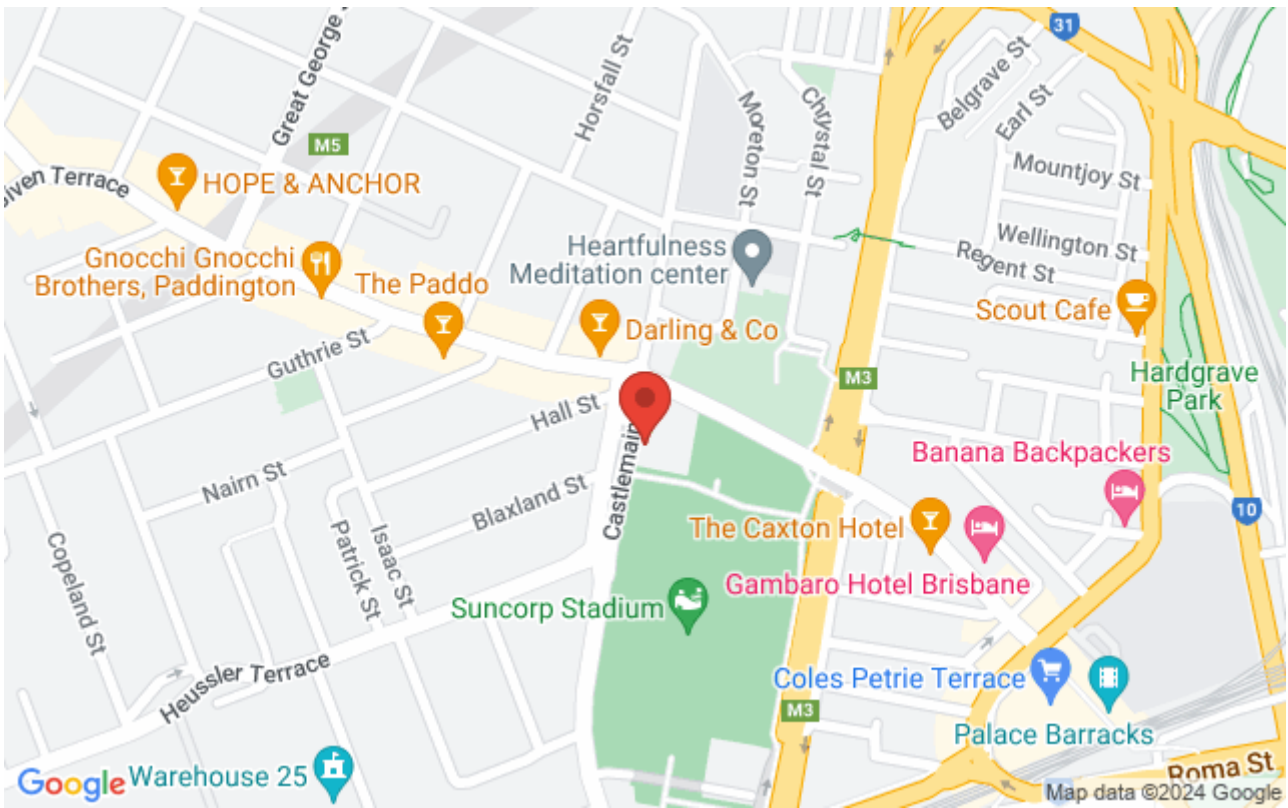 31
Great George
Horsfall St
Moreton St
Chrystal St
Belgrave St
Earl St
M5
Mountjoy St
HOPE & ANCHOR
iven Terrace
Wellington St
Regent St
Heartfulness
Meditation center
Gnocchi Gnocchi
Brothers, Paddington
The Paddo
Scout Cafe
Darling & Co
Guthrie St
M3
Hardgrave
Park
Hall St
Castlemain
Banana Backpackers
Nairn St
Blaxland St
10
The Caxton Hotel
Copeland St
Patrick St
Isaac St
Gambaro Hotel Brisbane
Suncorp Stadium
Heussler Terrace
Coles Petrie Terrace
M3
Palace Barracks
Google
Warehouse 25
Roma St
Map data ©2024 Google